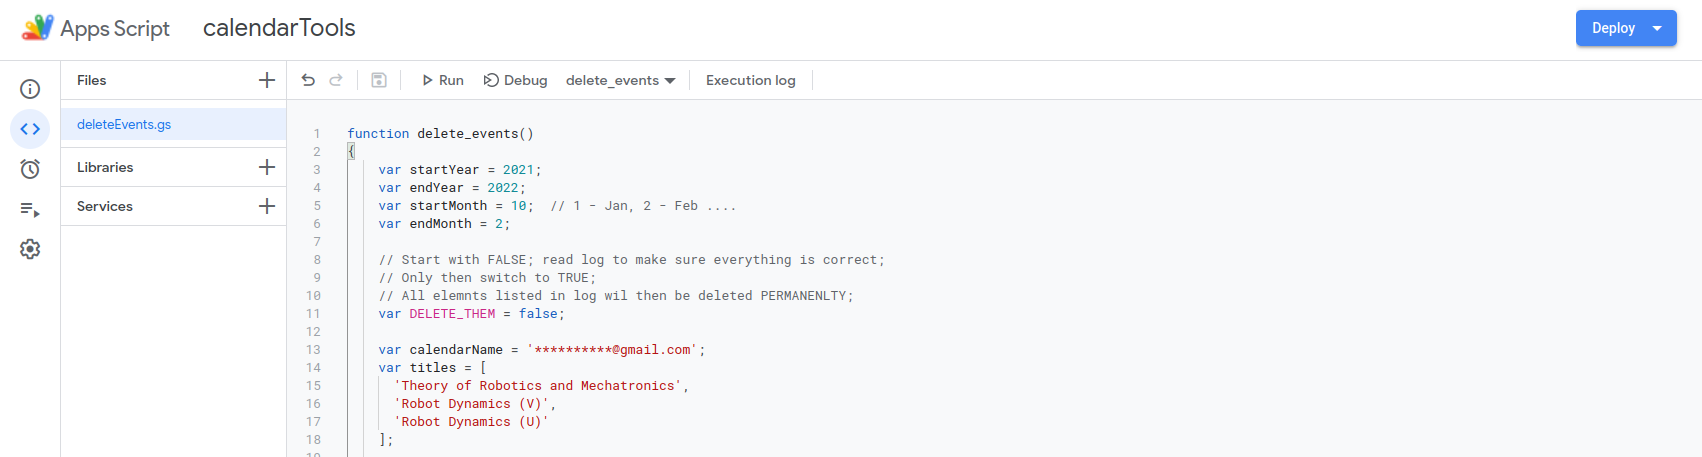 Apps Script calendarTools Deploy
Files
Run Debug delete_events Execution log
deleteEvents.gs
Libraries
Services
1 function delete_events()
2 {
3 var startYear = 2021;
4 var endYear = 2022;
5 var startMonth = 10; // 1 - Jan, 2 - Feb ....
6 var endMonth = 2;
7
8 // Start with FALSE; read log to make sure everything is correct;
9 // Only then switch to TRUE;
10 // All elemnts listed in log wil then be deleted PERMANENLTY;
11 var DELETE_THEM = false;
12
13 var calendarName = '**********@gmail.com';
14 var titles = [
15 'Theory of Robotics and Mechatronics',
16 'Robot Dynamics (V)',
17 'Robot Dynamics (U)'
18 ];